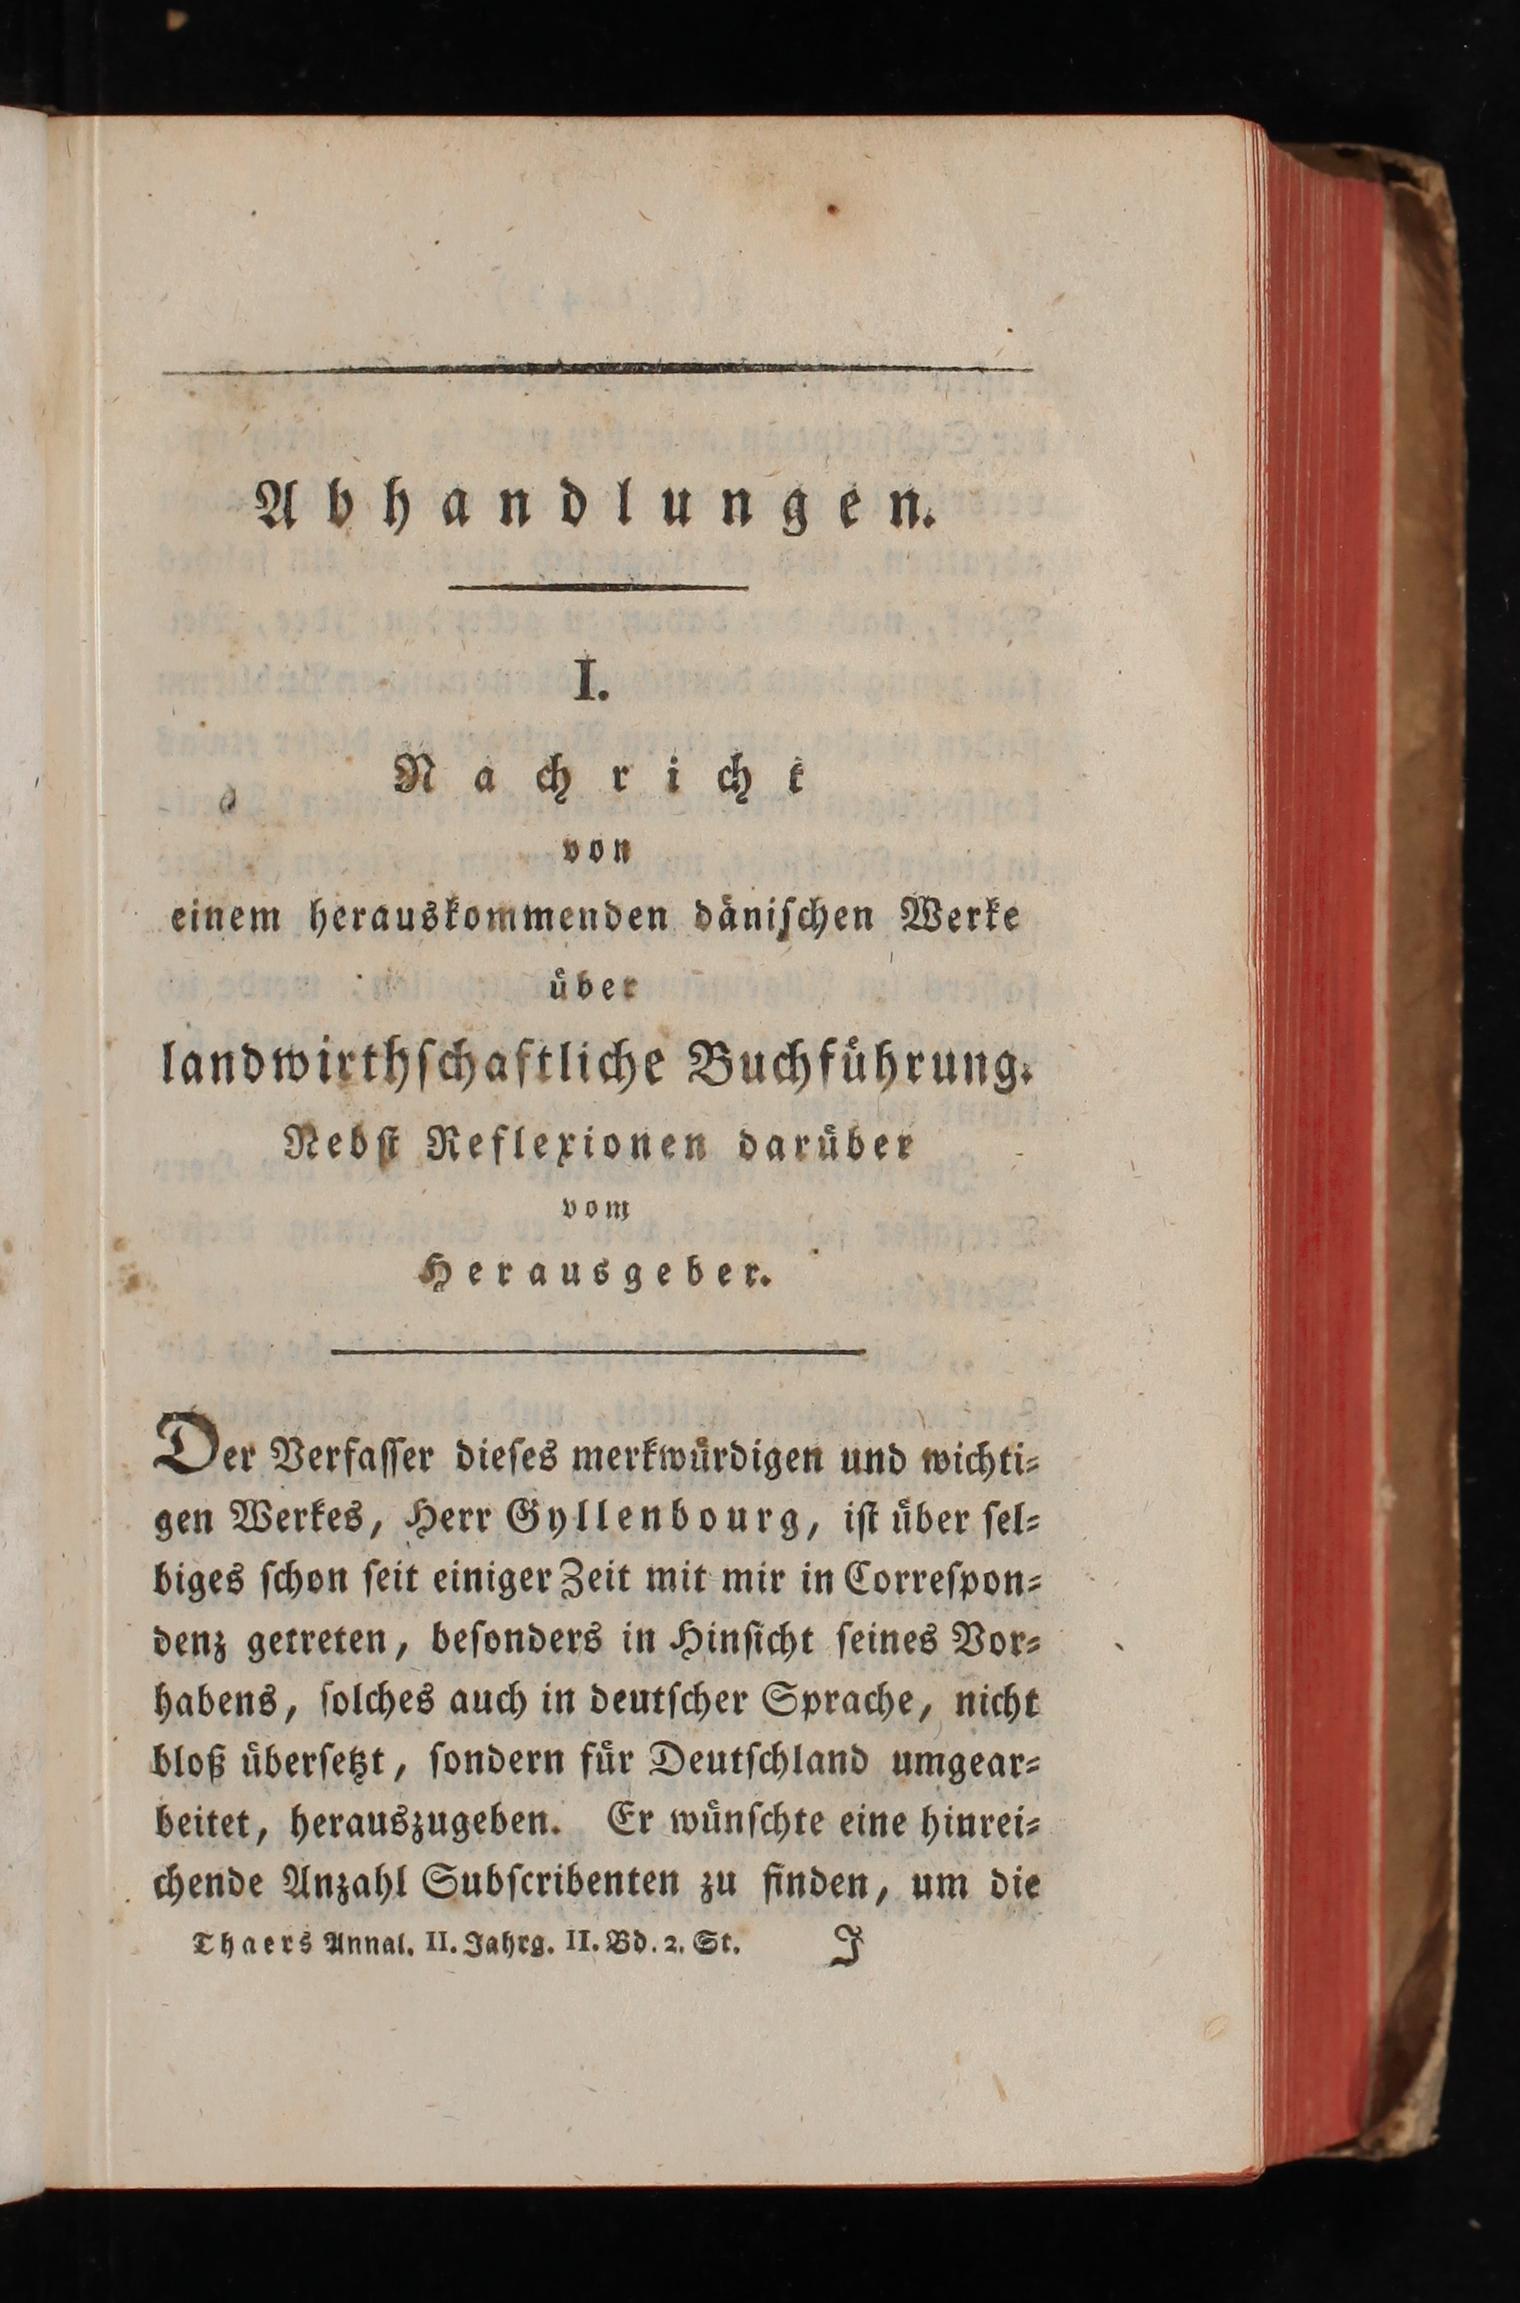 Abhandlungen.
I.
Nachricht
von
einem herauskommenden däniſchen Werke
über
landwirthſchaftliche Buchführung.
Nebſt Reflexionen darüber
vom
Herausgeber.
Der Verfaſſer dieſes merkwürdigen und wichti⸗
gen Werkes, Herr Gyllenbourg, iſt über ſel⸗
biges ſchon ſeit einiger Zeit mit mir in Correſpon⸗
denz getreten, beſonders in Hinſicht ſeines Vor⸗
habens, ſolches auch in deutſcher Sprache, nicht
bloß überſetzt, ſondern für Deutſchland umgear⸗
beitet, herauszugeben. Er wünſchte eine hinrei⸗
chende Anzahl Subſcribenten zu finden, um die
Thaers Annal. II. Jahrg. II. Bd. 2. St. J